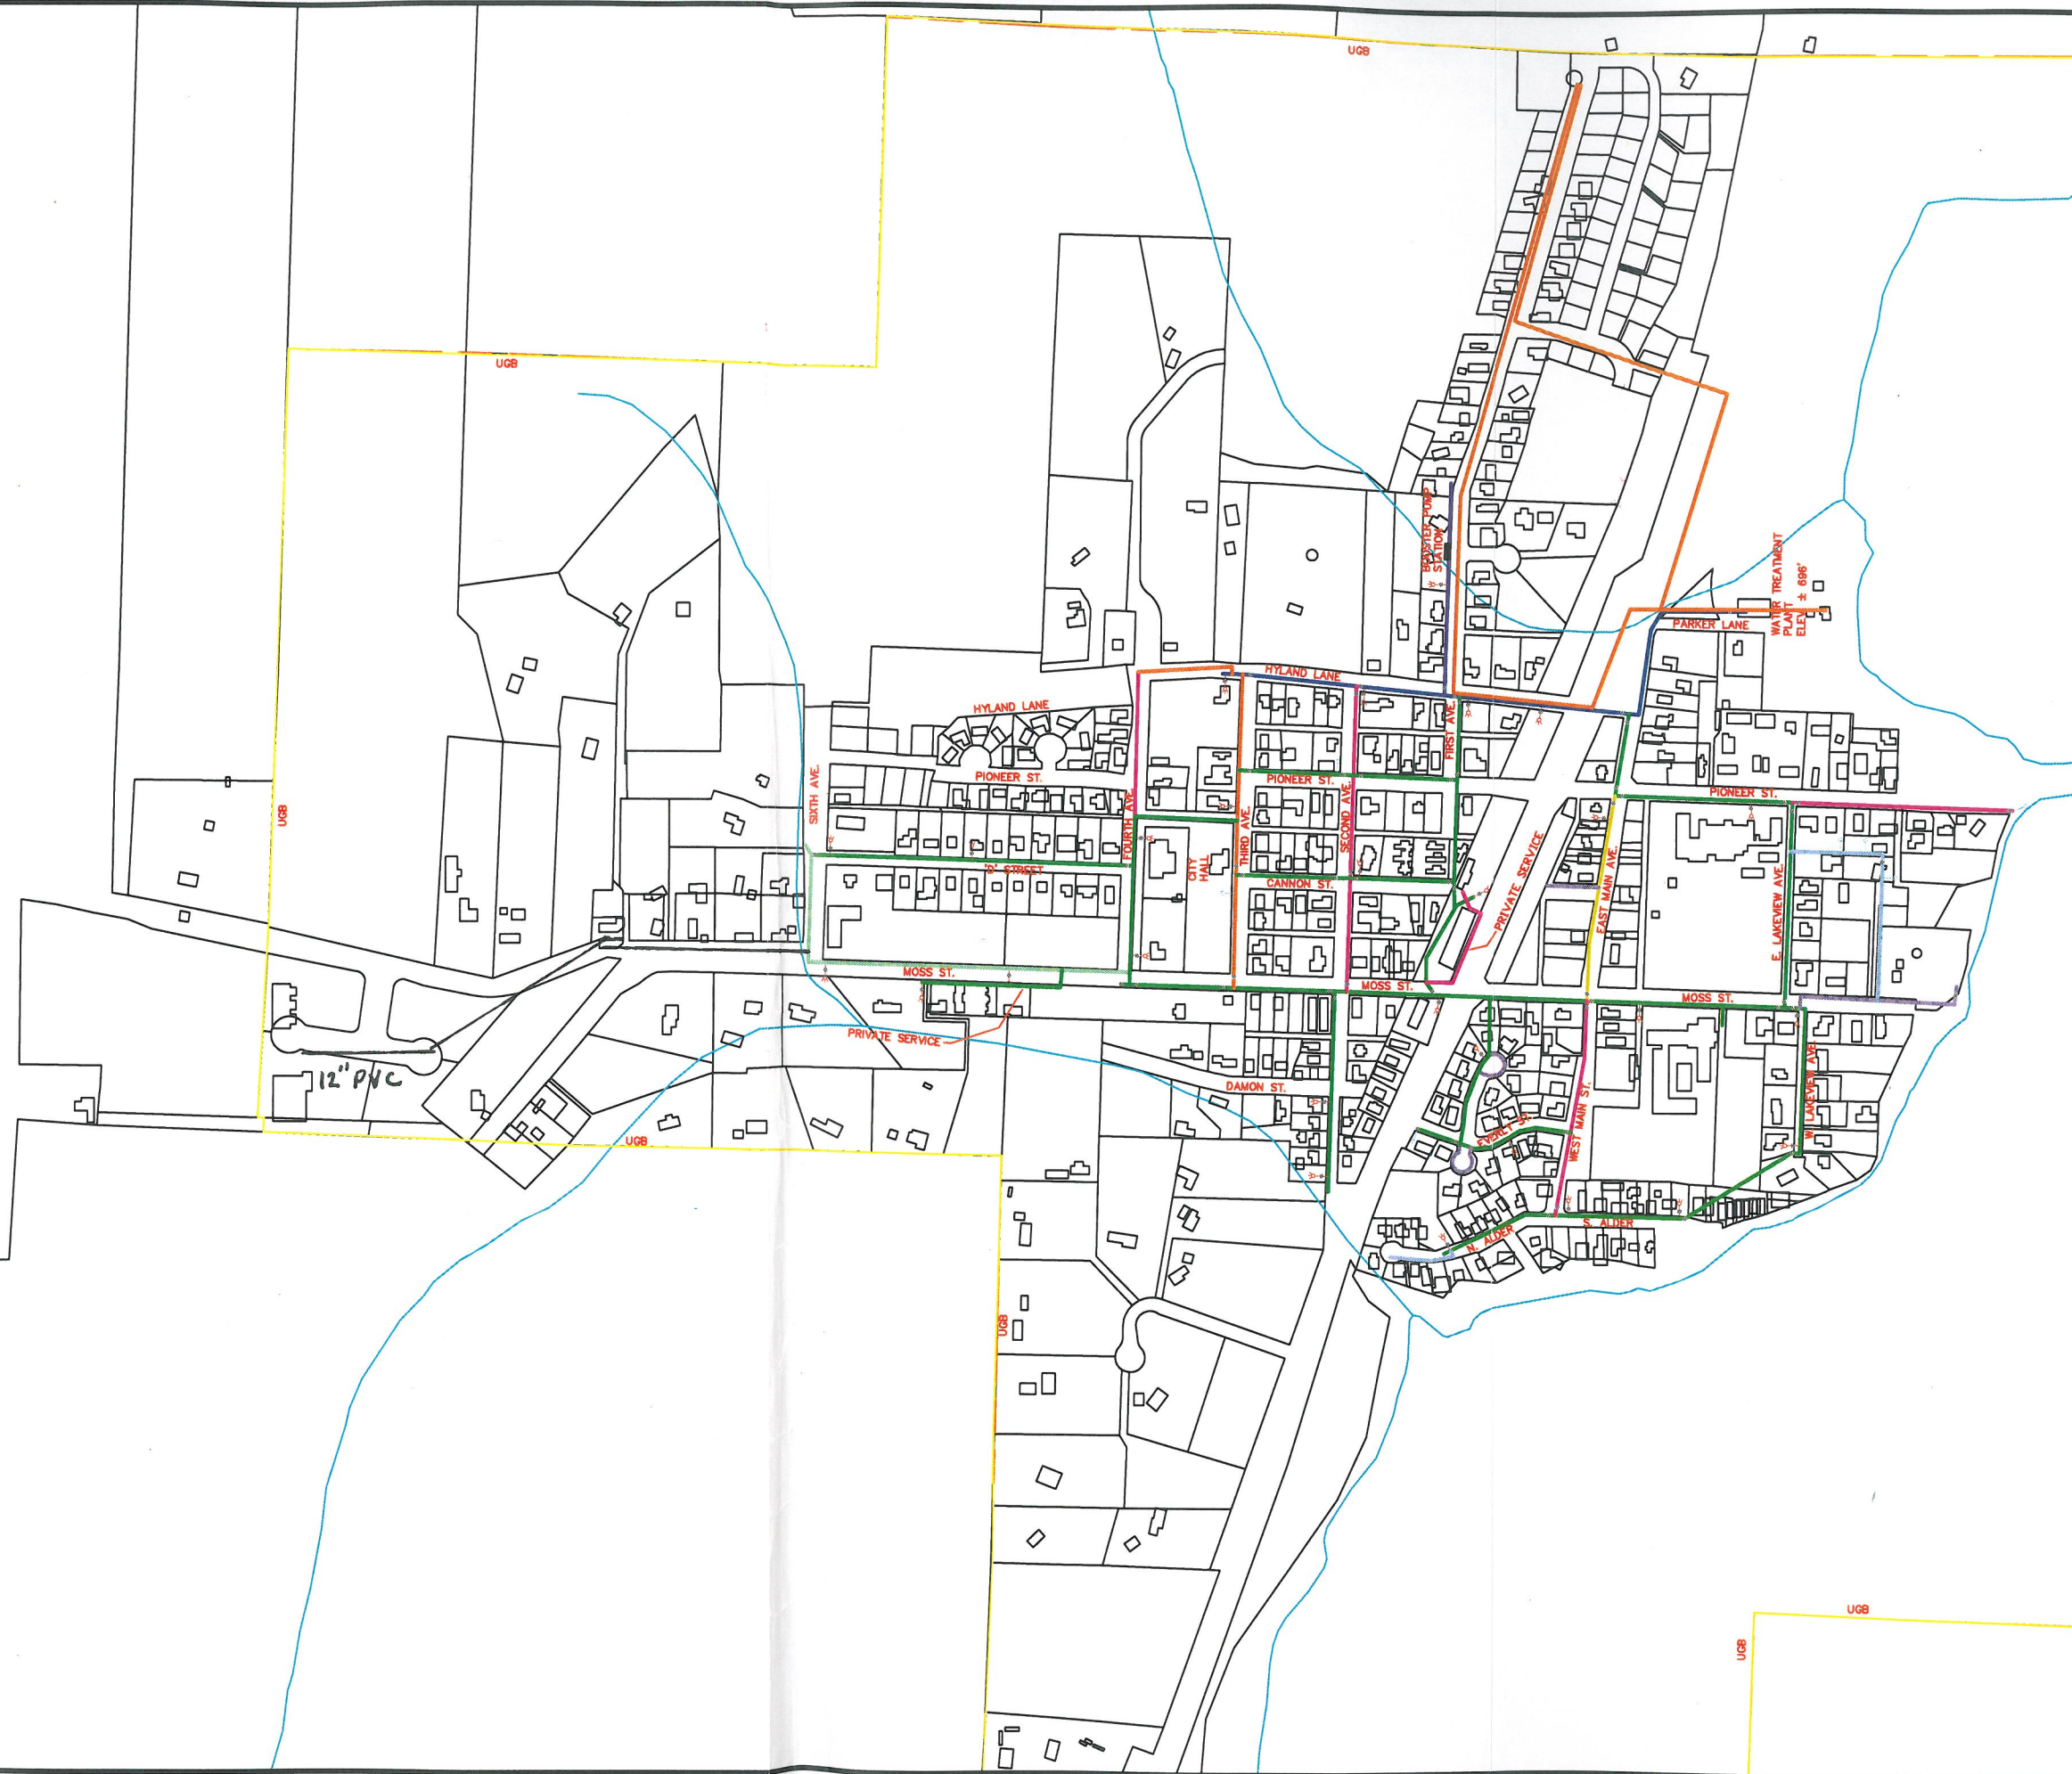 UGB
UGB
BOOSTER PUMP
STATION
WATER TREATMENT
PLANT
ELEV. ± 696'
PARKER LANE
HYLAND LANE
HYLAND LANE
FIRST AVE.
PIONEER ST.
PIONEER ST.
PIONEER ST.
SIXTH AVE.
FOURTH AVE.
THIRD AVE.
SECOND AVE.
UGB
CITY
HALL
'D' STREET
CANNON ST.
PRIVATE SERVICE
EAST MAIN AVE.
E. LAKEVIEW AVE.
MOSS ST.
MOSS ST.
MOSS ST.
PRIVATE SERVICE
12" PVC
DAMON ST.
EVERLY ST.
WEST MAIN ST.
W. LAKEVIEW AVE.
UGB
N. ALDER
S. ALDER
UGB
UGB
UGB